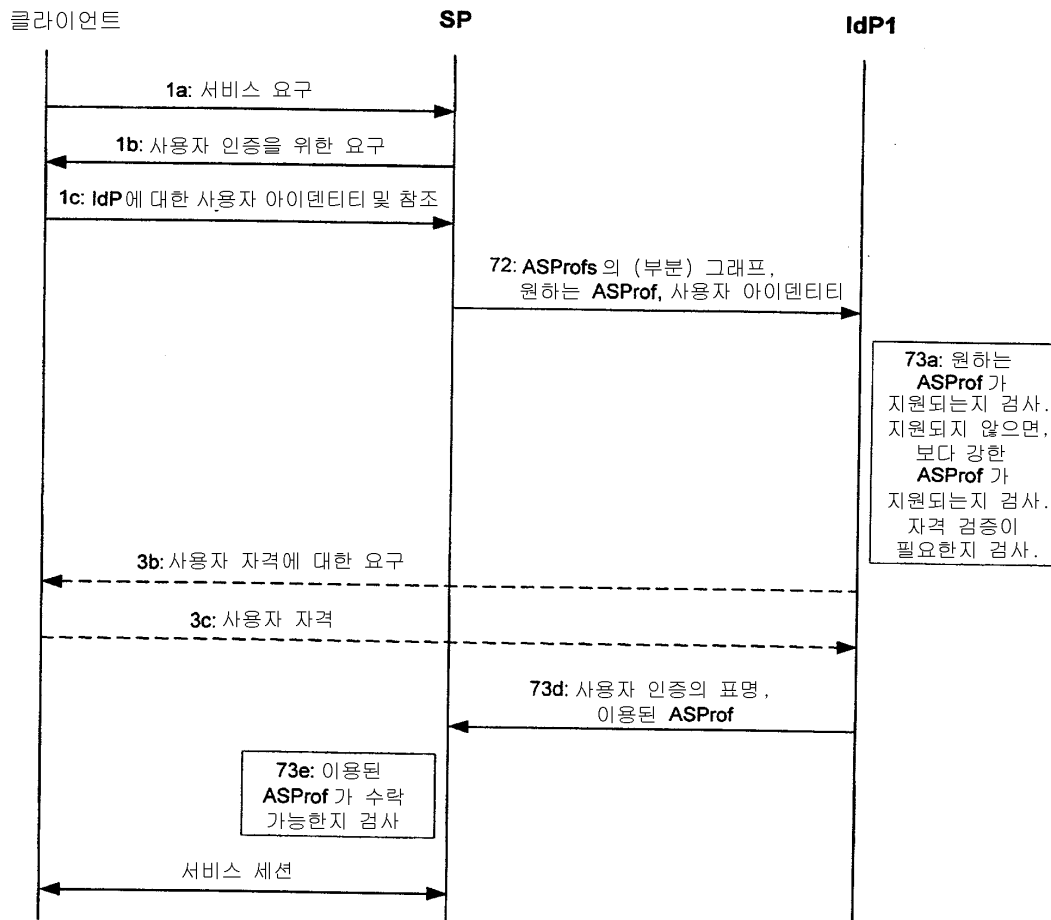 클라이언트
SP
IdP1
1a: 서비스 요구
1b: 사용자 인증을 위한 요구
1c: IdP에 대한 사용자 아이덴티티 및 참조
72: ASProfs의 (부분) 그래프,
원하는 ASProf, 사용자 아이덴티티
73a: 원하는
ASProf가
지원되는지 검사.
지원되지 않으면,
보다 강한
ASProf가
지원되는지 검사.
자격 검증이
필요한지 검사.
3b: 사용자 자격에 대한 요구
3c: 사용자 자격
73d: 사용자 인증의 표명,
이용된 ASProf
73e: 이용된
ASProf가 수락
가능한지 검사
서비스 세션